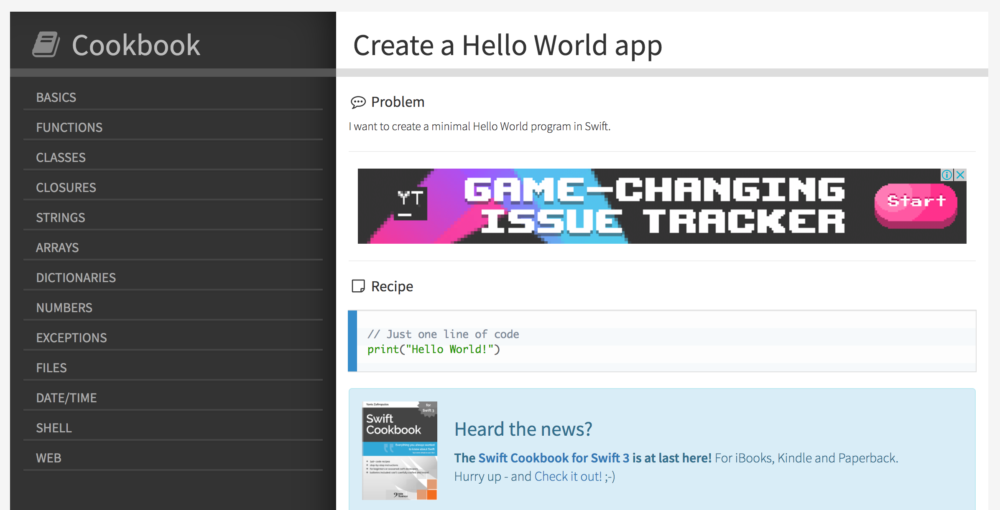 Cookbook
BASICS
FUNCTIONS
CLASSES
CLOSURES
STRINGS
ARRAYS
DICTIONARIES
NUMBERS
EXCEPTIONS
FILES
DATE/TIME
SHELL
WEB
Create a Hello World app
Problem
I want to create a minimal Hello World program in Swift.
YT
GAME-CHANGING
ISSUE TRACKER
Start
Recipe
// Just one line of code
print("Hello World!")
Yanis Zafiropulos
for
Swift 3
Swift
Cookbook
Everything you always wanted
to know about Swift
340+ code recipes
step-by-step instructions
for beginners or seasoned swift developers
batteries included: 100% carefully crafted and tested
code
fluence
Heard the news?
The Swift Cookbook for Swift 3 is at last here! For iBooks, Kindle and Paperback.
Hurry up - and Check it out! ;-)